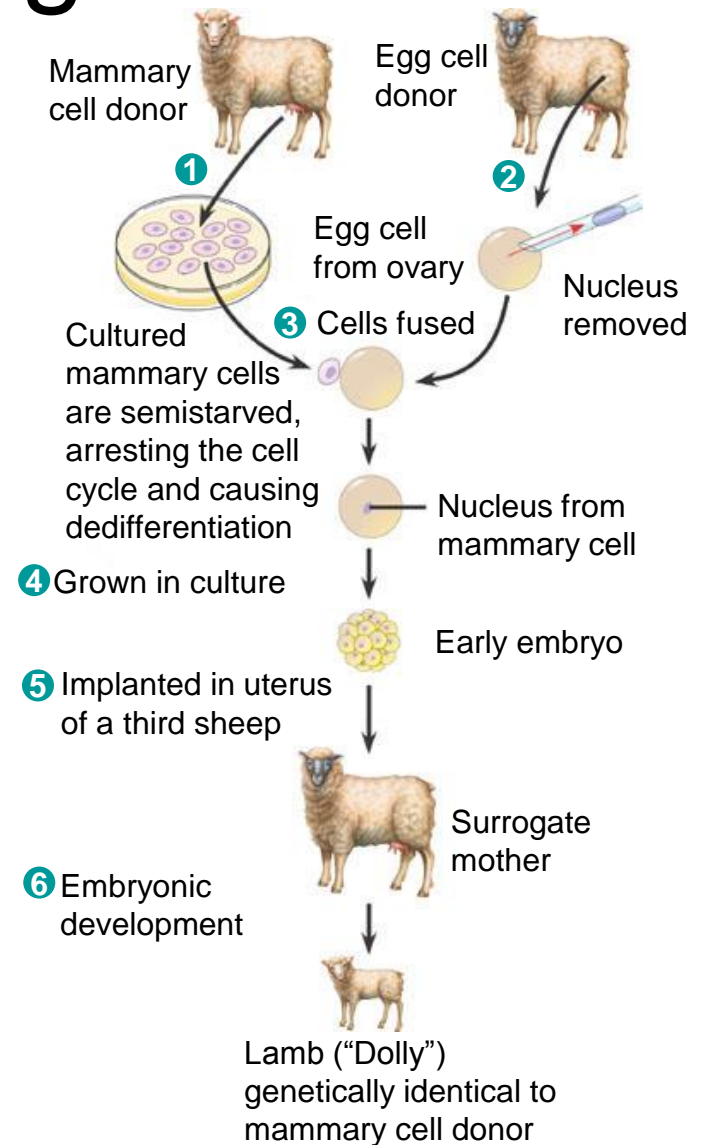 Mammary
cell donor
Egg cell
donor
1
2
Egg cell
from ovary
Nucleus
removed
3 Cells fused
Cultured
mammary cells
are semistarved,
arresting the cell
cycle and causing
dedifferentiation
Nucleus from
mammary cell
4 Grown in culture
Early embryo
5 Implanted in uterus
of a third sheep
Surrogate
mother
6 Embryonic
development
Lamb (“Dolly”)
genetically identical to
mammary cell donor